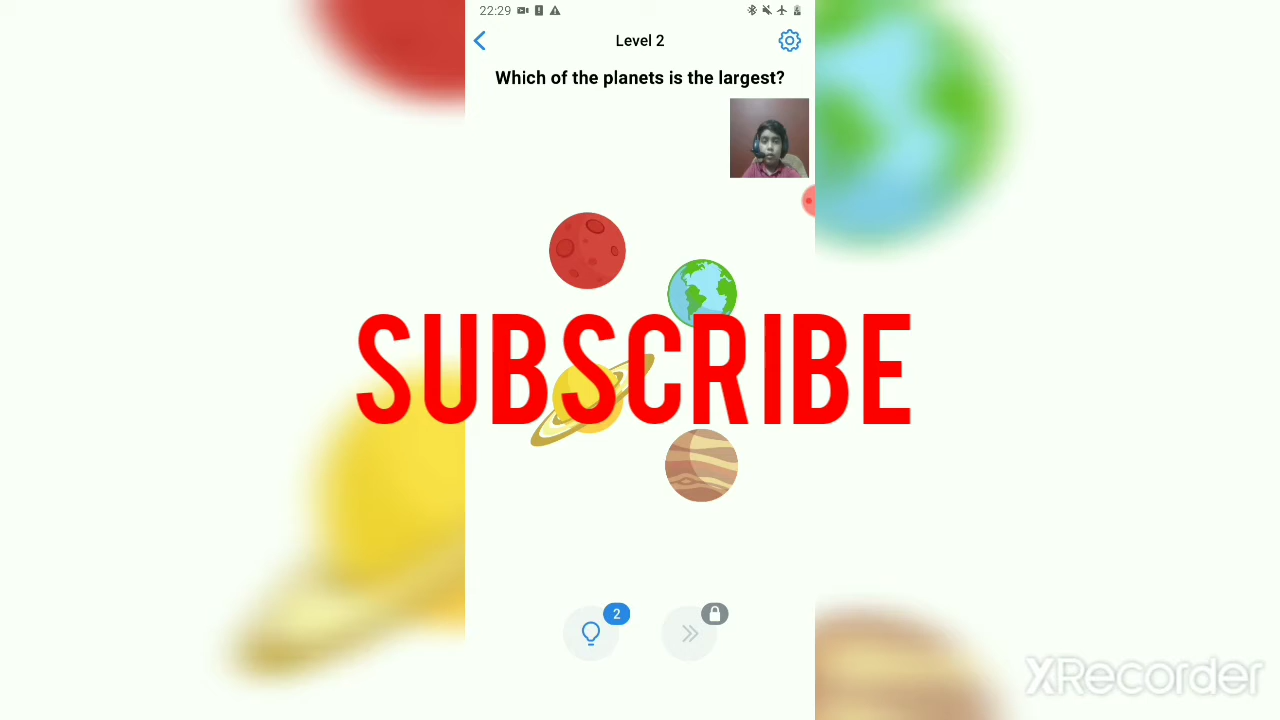 22:29
Level 2
Which of the planets is the largest?
SUBSCRIBE
2
XRecorder